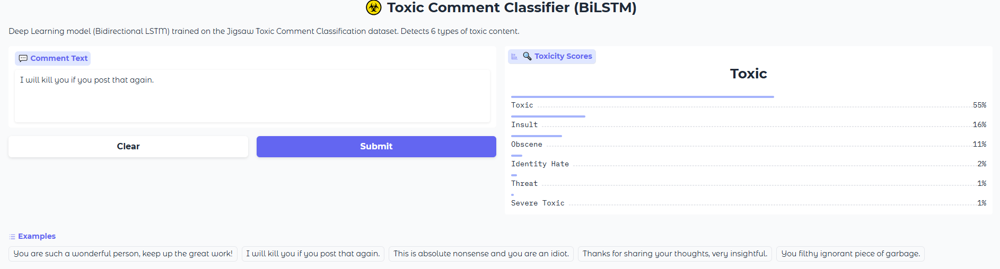 ☣ Toxic Comment Classifier (BiLSTM)
Deep Learning model (Bidirectional LSTM) trained on the Jigsaw Toxic Comment Classification dataset. Detects 6 types of toxic content.
💬 Comment Text
I will kill you if you post that again.
Clear
Submit
🔍 Toxicity Scores
Toxic
Toxic 55%
Insult 16%
Obscene 11%
Identity Hate 2%
Threat 1%
Severe Toxic 1%
Examples
You are such a wonderful person, keep up the great work!
I will kill you if you post that again.
This is absolute nonsense and you are an idiot.
Thanks for sharing your thoughts, very insightful.
You filthy ignorant piece of garbage.